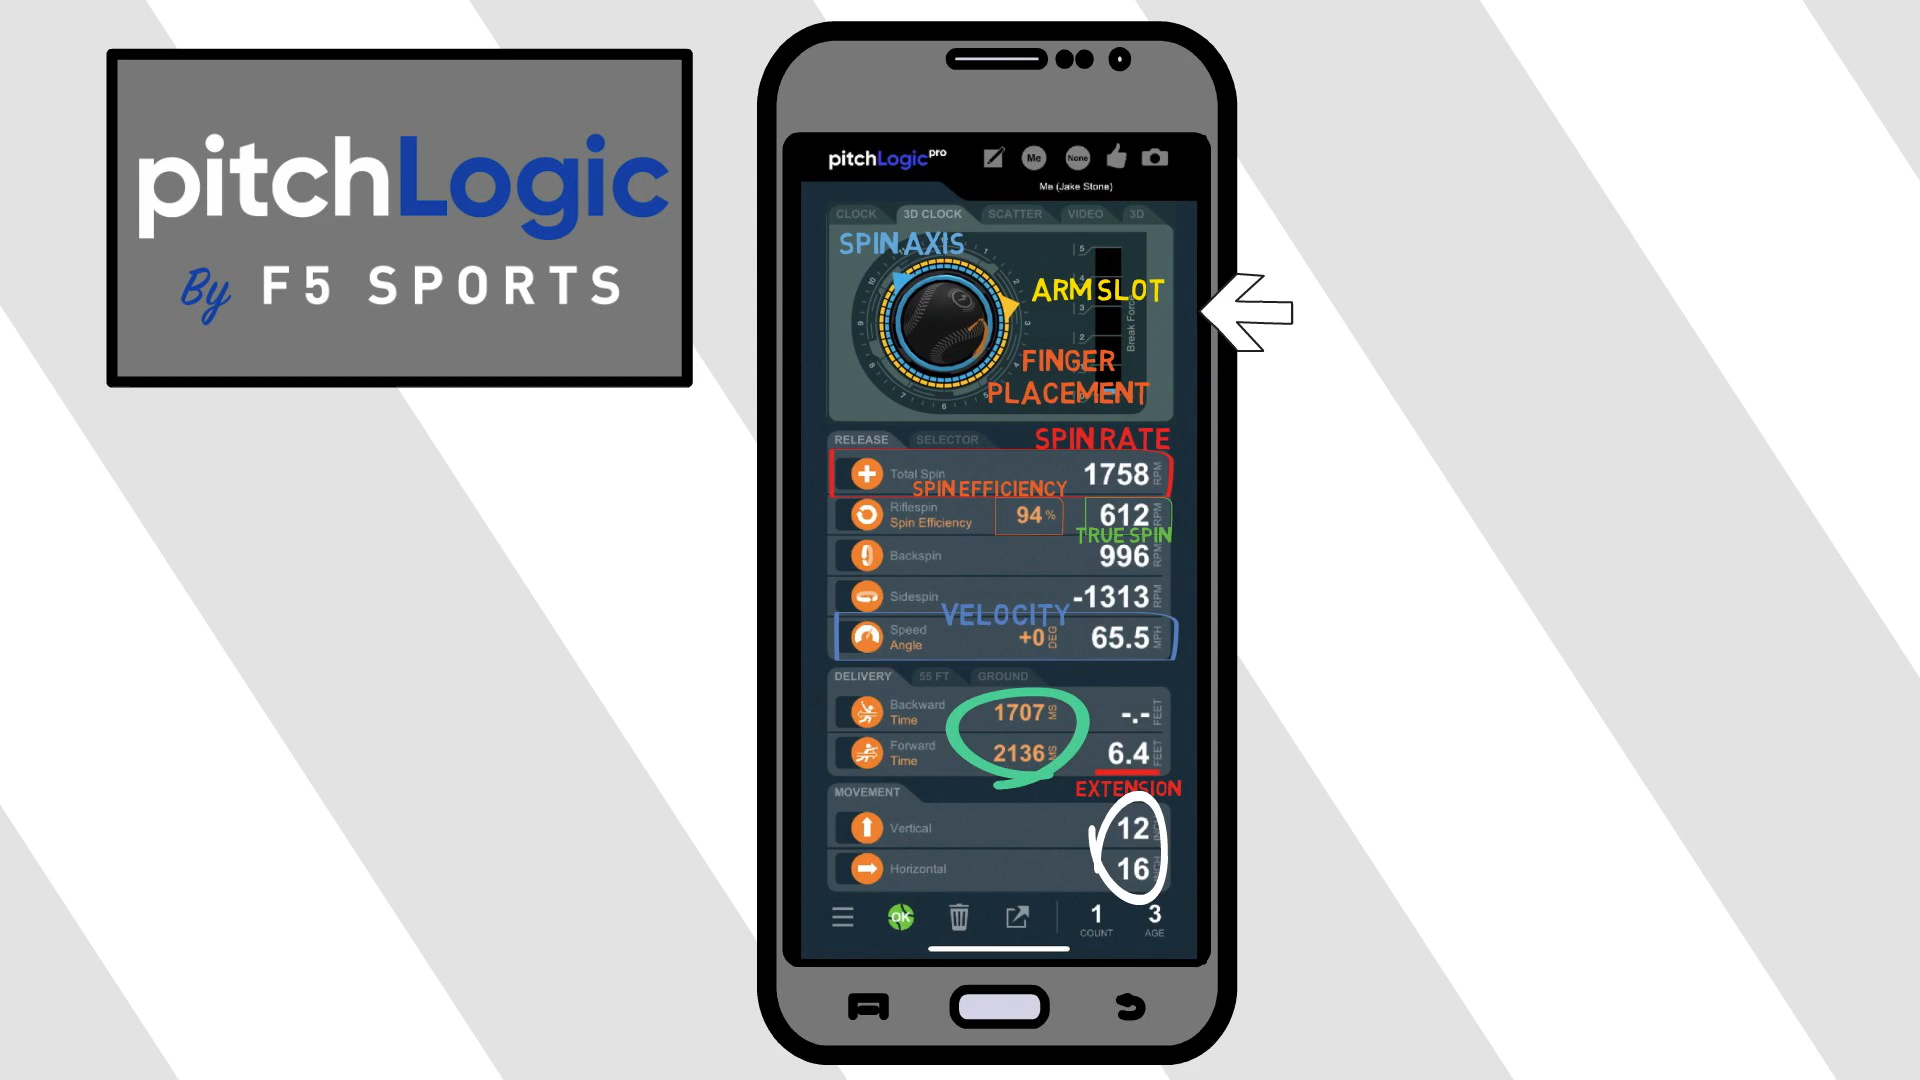 pitchLogic
By F5 SPORTS
pitchLogic pro
Me
None
Me (Jake Stone)
CLOCK 3D CLOCK SCATTER VIDEO 3D
SPIN AXIS
ARM SLOT
Break Force
FINGER
PLACEMENT
RELEASE SELECTOR
SPIN RATE
Total Spin 1758 RPM
SPIN EFFICIENCY
Riflespin
Spin Efficiency 94 % 612 RPM
TRUE SPIN
Backspin 996 RPM
Sidespin -1313 RPM
VELOCITY
Speed
Angle +0 DEG 65.5 MPH
DELIVERY 55 FT GROUND
Backward
Time 1707 MS -.- FEET
Forward
Time 2136 MS 6.4 FEET
EXTENSION
MOVEMENT
Vertical 12 INCH
Horizontal 16 INCH
OK 1 3
COUNT AGE